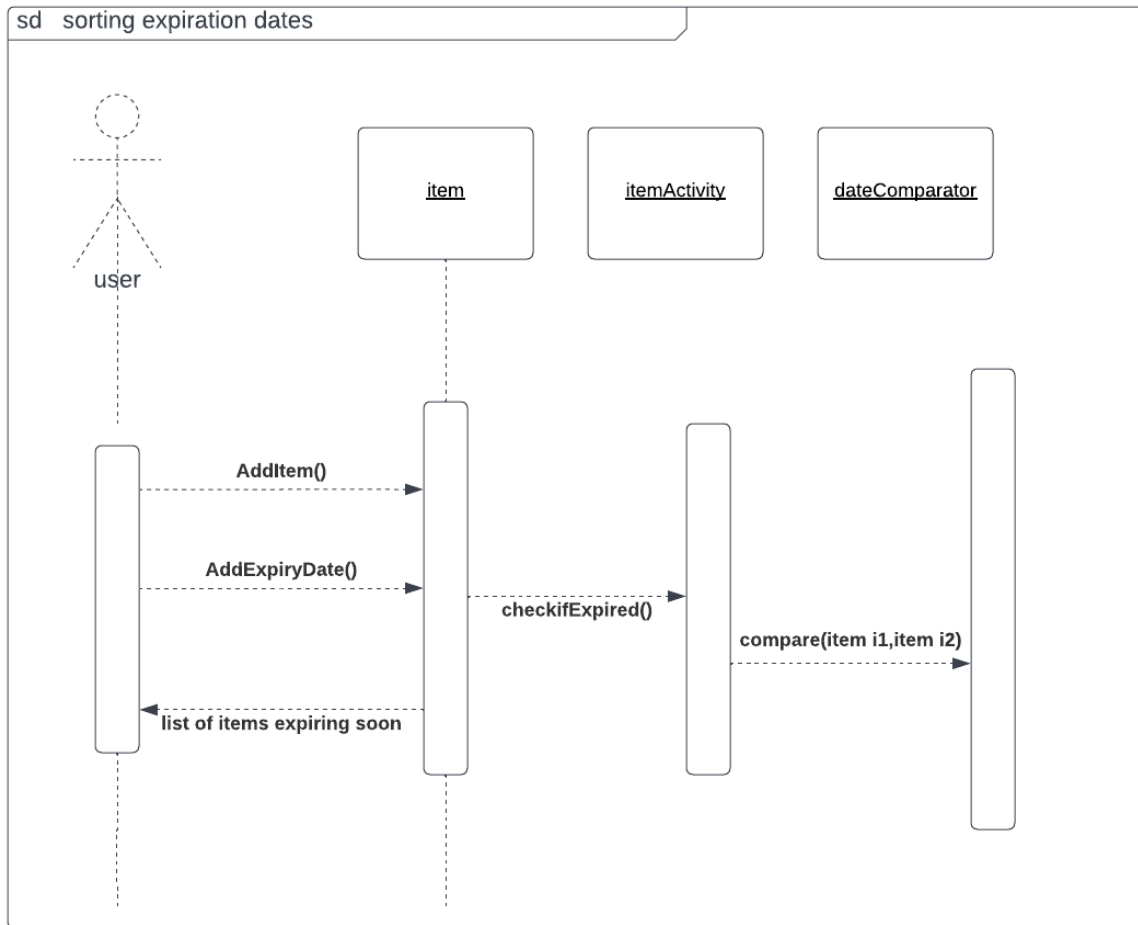 sd sorting expiration dates
user
item
itemActivity
dateComparator
AddItem()
AddExpiryDate()
checkifExpired()
compare(item i1,item i2)
list of items expiring soon